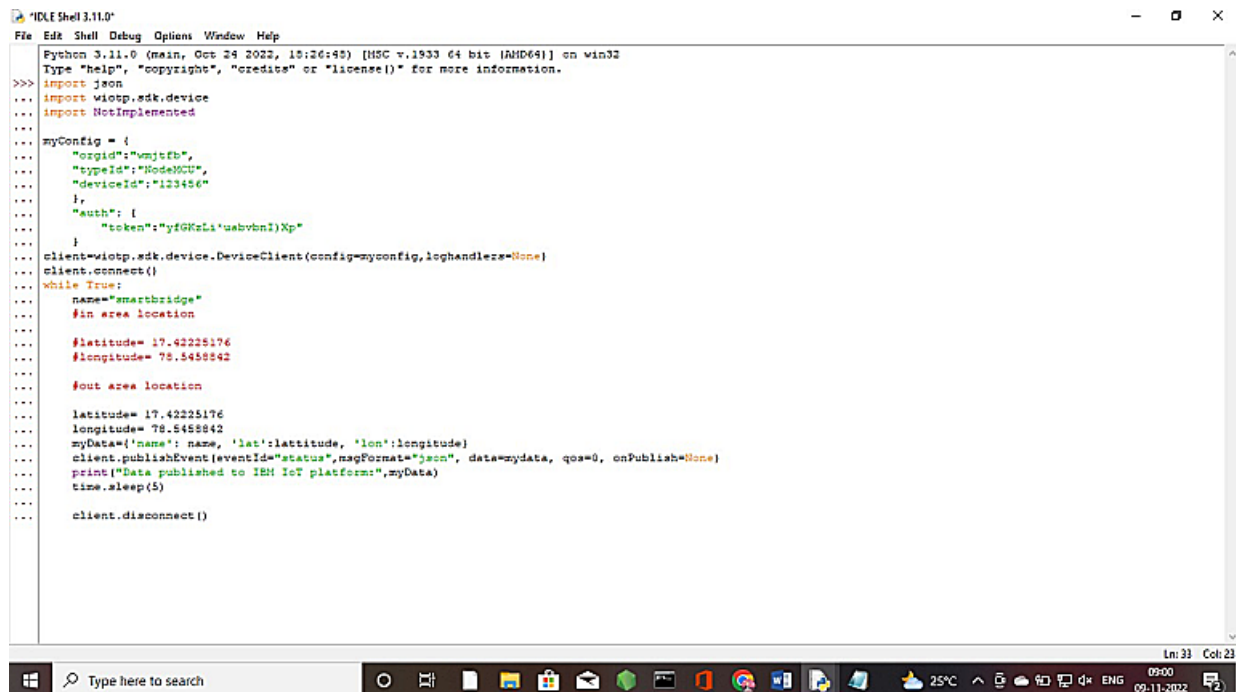 *IDLE Shell 3.11.0*
File Edit Shell Debug Options Window Help
Python 3.11.0 (main, Oct 24 2022, 18:26:48) [MSC v.1933 64 bit (AMD64)] on win32
Type "help", "copyright", "credits" or "license()" for more information.
>>> import json
... import wiotp.sdk.device
... import NotImplemented
...
... myConfig = {
...     "orgid":"wmjtfb",
...     "typeId":"NodeMCU",
...     "deviceId":"123456"
...     },
...     "auth": {
...         "token":"yfGKzLi'uabvbnI)Xp"
...     }
... client=wiotp.sdk.device.DeviceClient(config=myconfig,loghandlers=None)
... client.connect()
... while True:
...     name="smartbridge"
...     #in area location
...
...     #latitude= 17.42225176
...     #longitude= 78.5458842
...
...     #out area location
...
...     latitude= 17.42225176
...     longitude= 78.5458842
...     myData={'name': name, 'lat':lattitude, 'lon':longitude}
...     client.publishEvent(eventId="status",msgFormat="json", data=mydata, qos=0, onPublish=None)
...     print("Data published to IBM IoT platform:",myData)
...     time.sleep(5)
...
...     client.disconnect()
Ln: 33 Col: 23
Type here to search
25°C ENG 09:00
09-11-2022